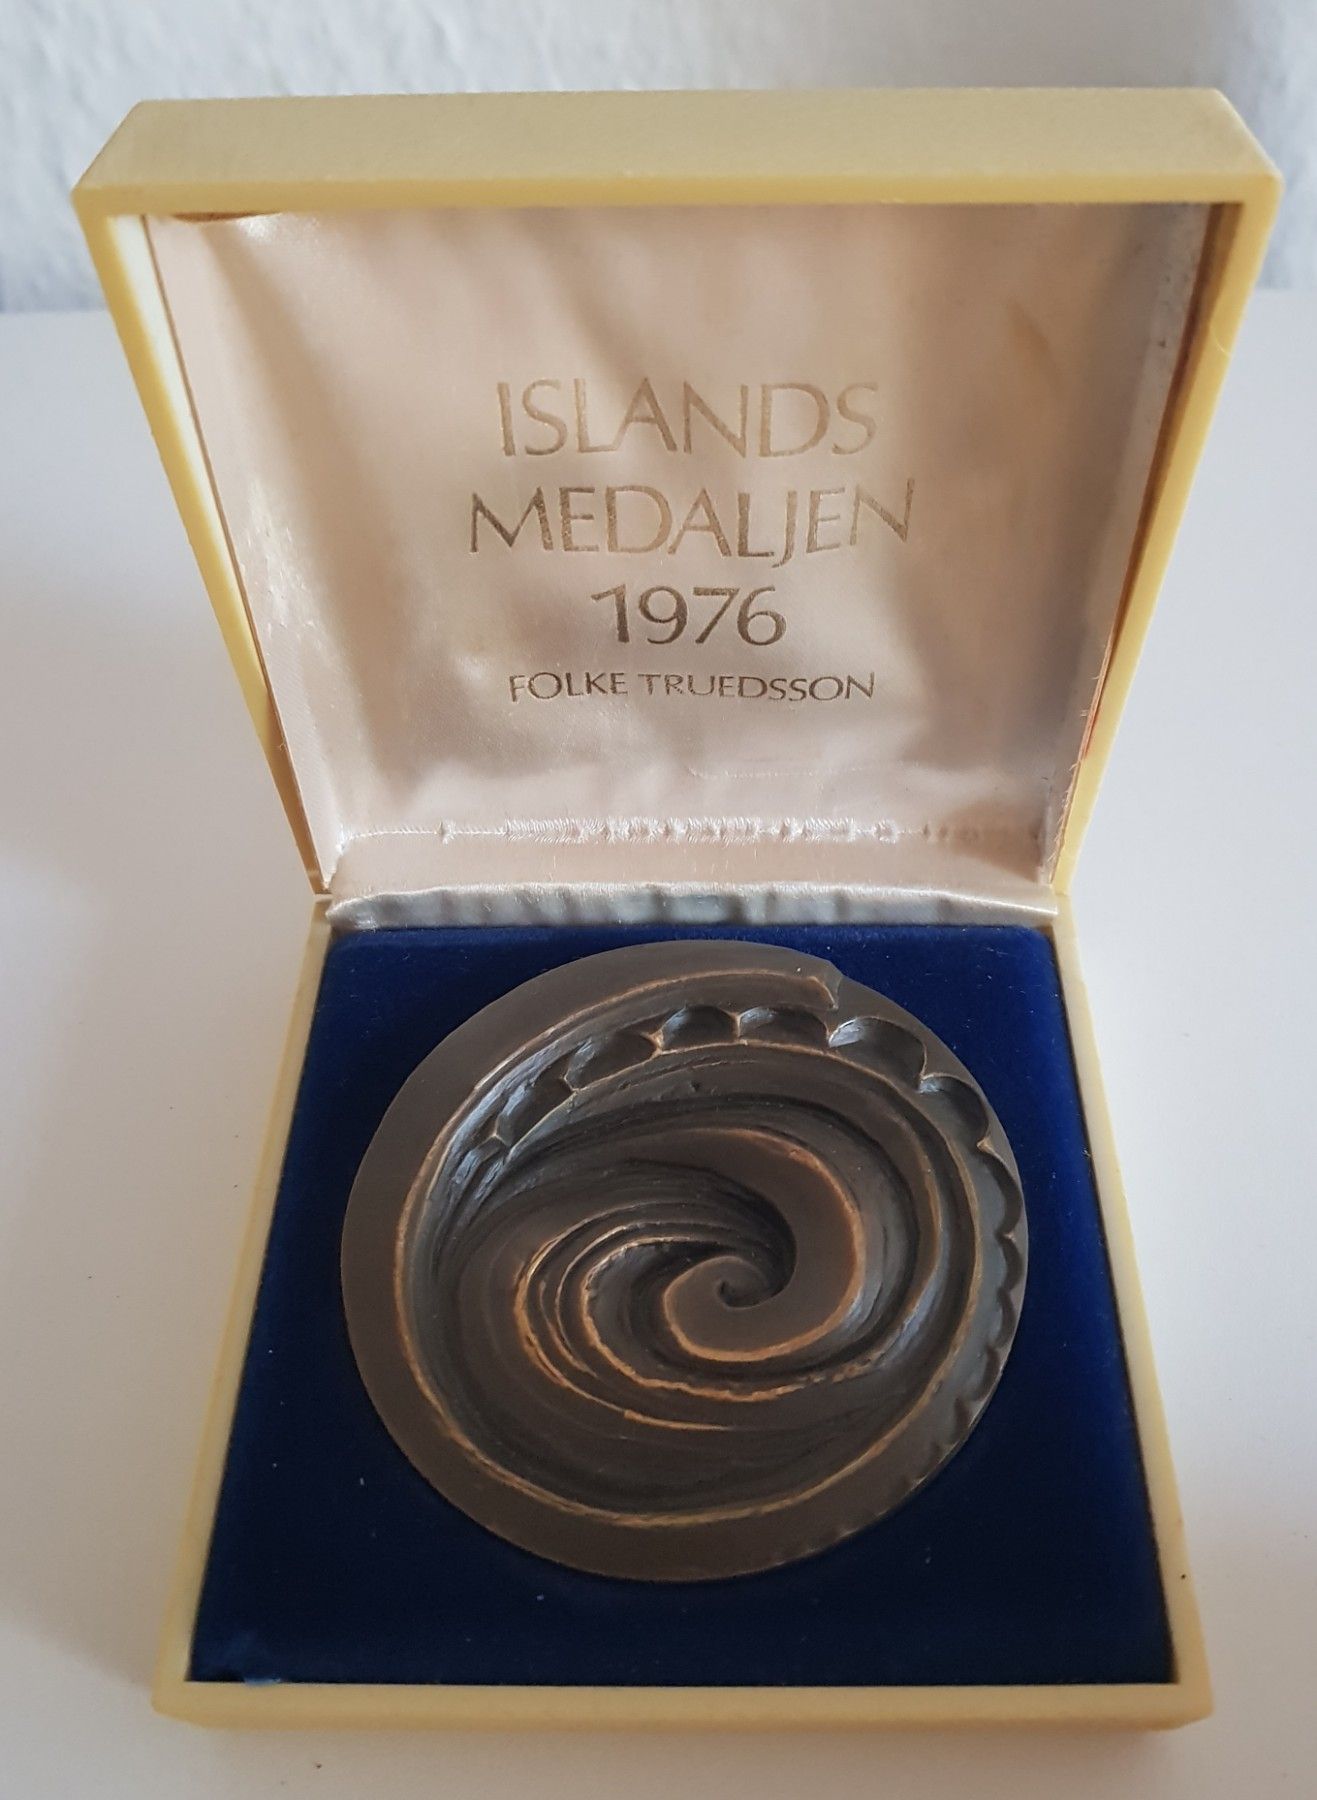 ISLANDS
MEDALJEN
1976
FOLKE TRUEDSSON